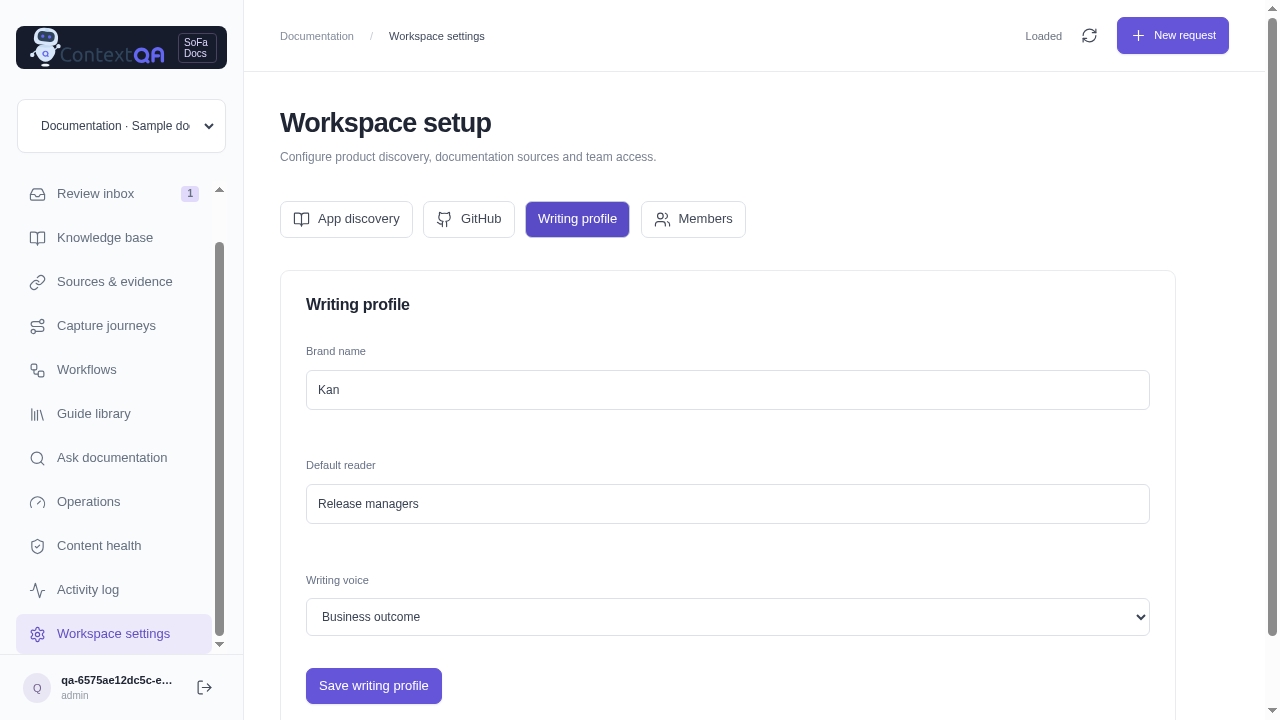 ContextQA
SoFa
Docs
Documentation · Sample do
Review inbox 1
Knowledge base
Sources & evidence
Capture journeys
Workflows
Guide library
Ask documentation
Operations
Content health
Activity log
Workspace settings
Q
qa-6575ae12dc5c-e...
admin
Documentation / Workspace settings
Loaded
New request
Workspace setup
Configure product discovery, documentation sources and team access.
App discovery
GitHub
Writing profile
Members
Writing profile
Brand name
Kan
Default reader
Release managers
Writing voice
Business outcome
Save writing profile